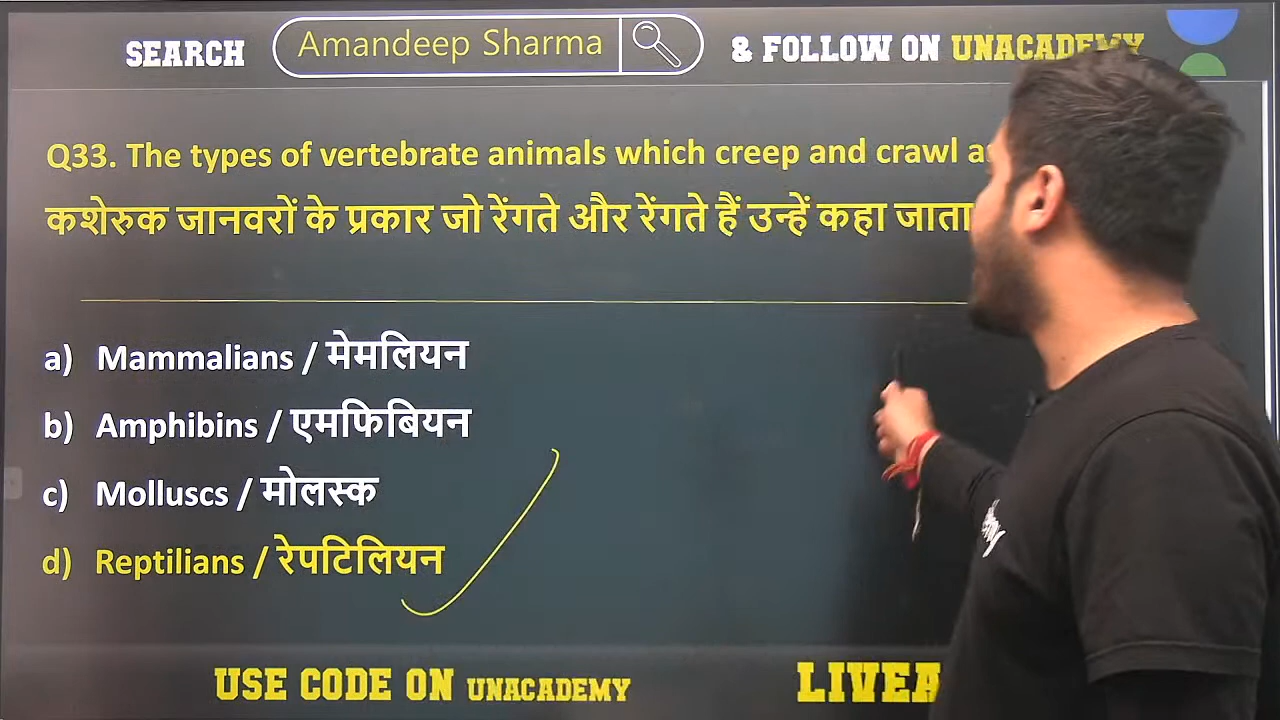 SEARCH Amandeep Sharma & FOLLOW ON UNACADEMY
Q33. The types of vertebrate animals which creep and crawl
कशेरुक जानवरों के प्रकार जो रेंगते और रेंगते हैं उन्हें कहा जाता
a) Mammalians / मेमलियन
b) Amphibins / एमफिबियन
c) Molluscs / मोलस्क
d) Reptilians / रेपटिलियन
USE CODE ON UNACADEMY